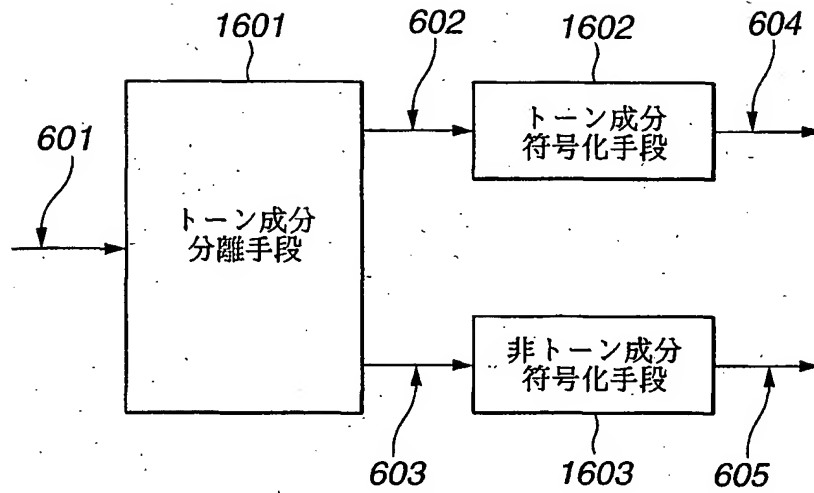 1601
602
1602
604
601
トーン成分
分離手段
トーン成分
符号化手段
非トーン成分
符号化手段
603
1603
605